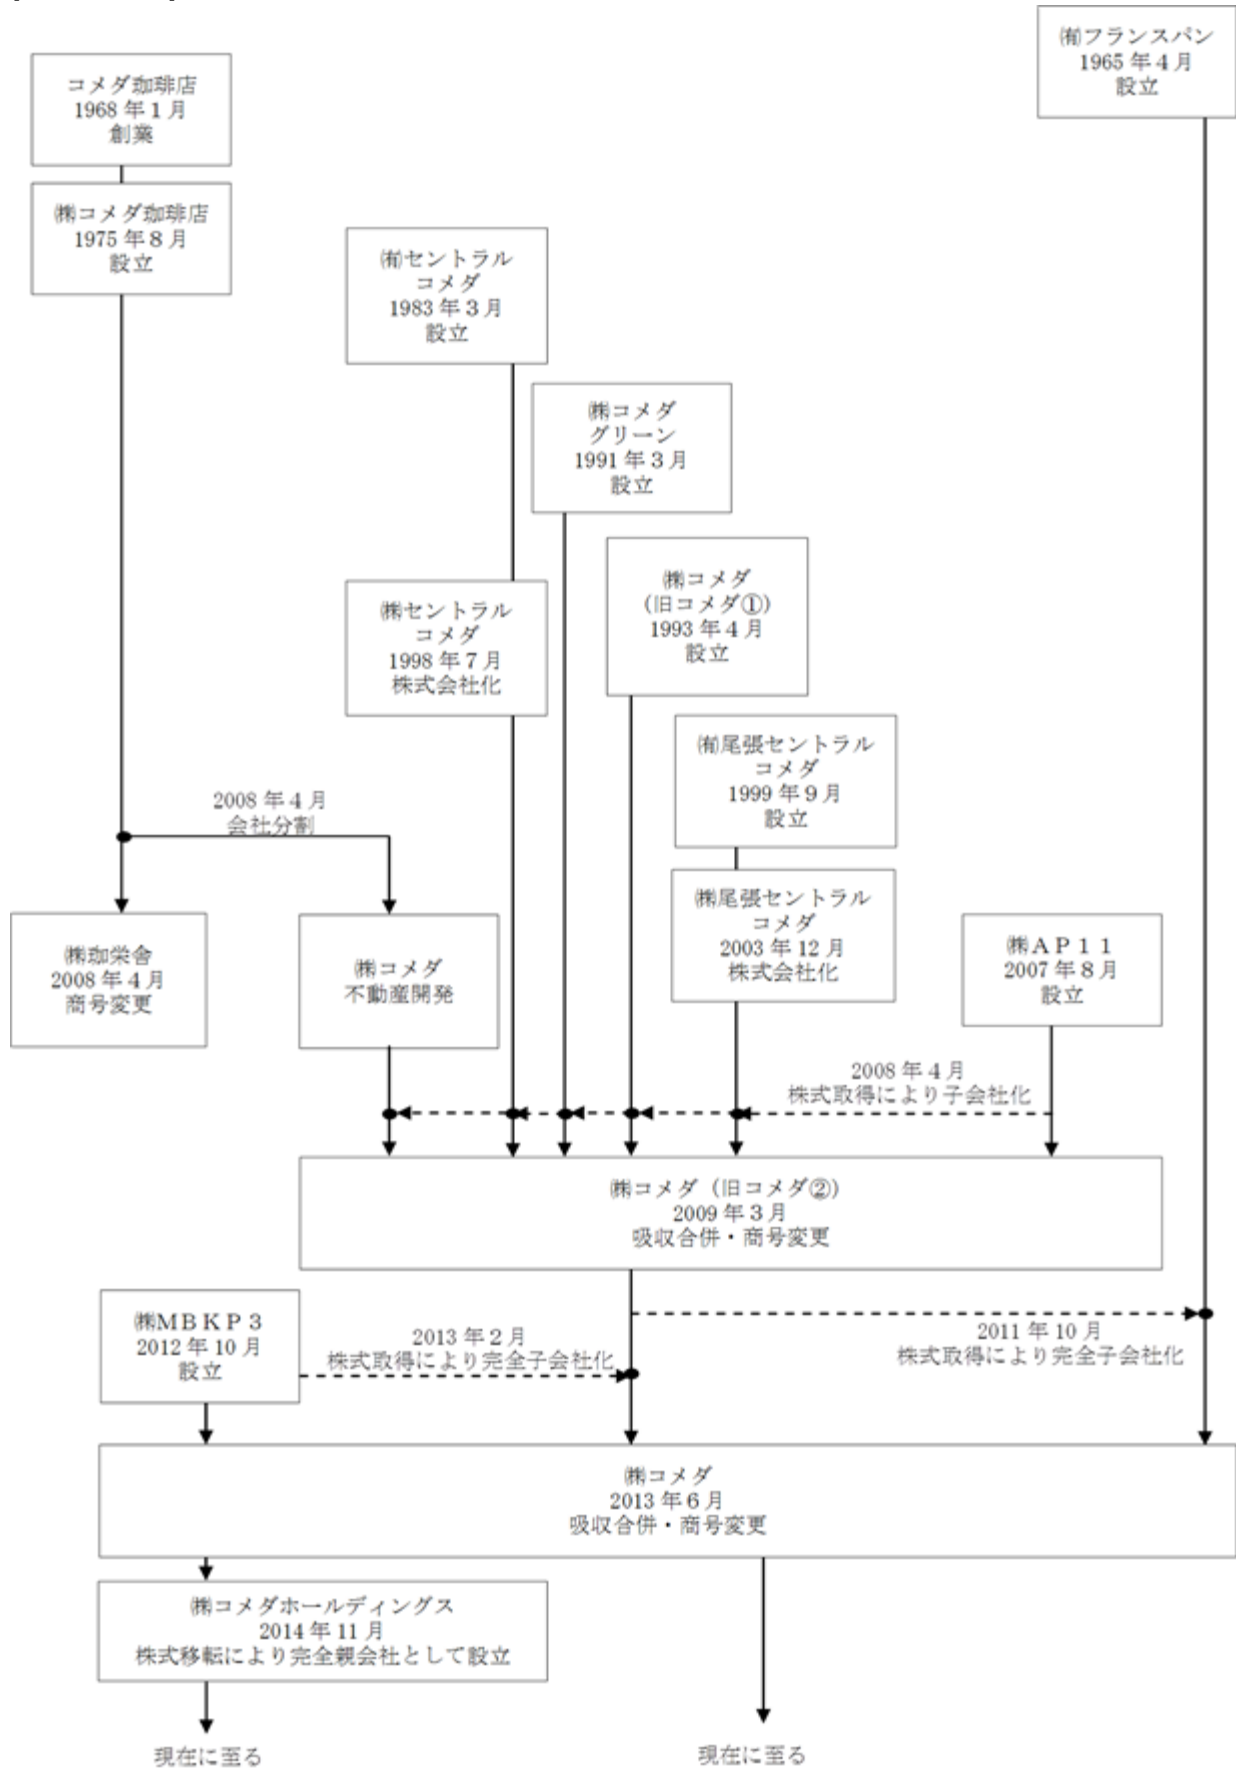 ㈲フランスパン
1965 年 4 月
設立
コメダ珈琲店
1968 年 1 月
創業
㈱コメダ珈琲店
1975 年 8 月
設立
㈲セントラル
コメダ
1983 年 3 月
設立
㈱コメダ
グリーン
1991 年 3 月
設立
㈱コメダ
(旧コメダ①)
1993 年 4 月
設立
㈱セントラル
コメダ
1998 年 7 月
株式会社化
㈲尾張セントラル
コメダ
1999 年 9 月
設立
2008 年 4 月
会社分割
㈱尾張セントラル
コメダ
2003 年 12 月
株式会社化
㈱珈栄舎
2008 年 4 月
商号変更
㈱コメダ
不動産開発
㈱ＡＰ１１
2007 年 8 月
設立
2008 年 4 月
株式取得により子会社化
㈱コメダ（旧コメダ②）
2009 年 3 月
吸収合併・商号変更
㈱ＭＢＫＰ３
2012 年 10 月
設立
2013 年 2 月
株式取得により完全子会社化
2011 年 10 月
株式取得により完全子会社化
㈱コメダ
2013 年 6 月
吸収合併・商号変更
㈱コメダホールディングス
2014 年 11 月
株式移転により完全親会社として設立
現在に至る
現在に至る